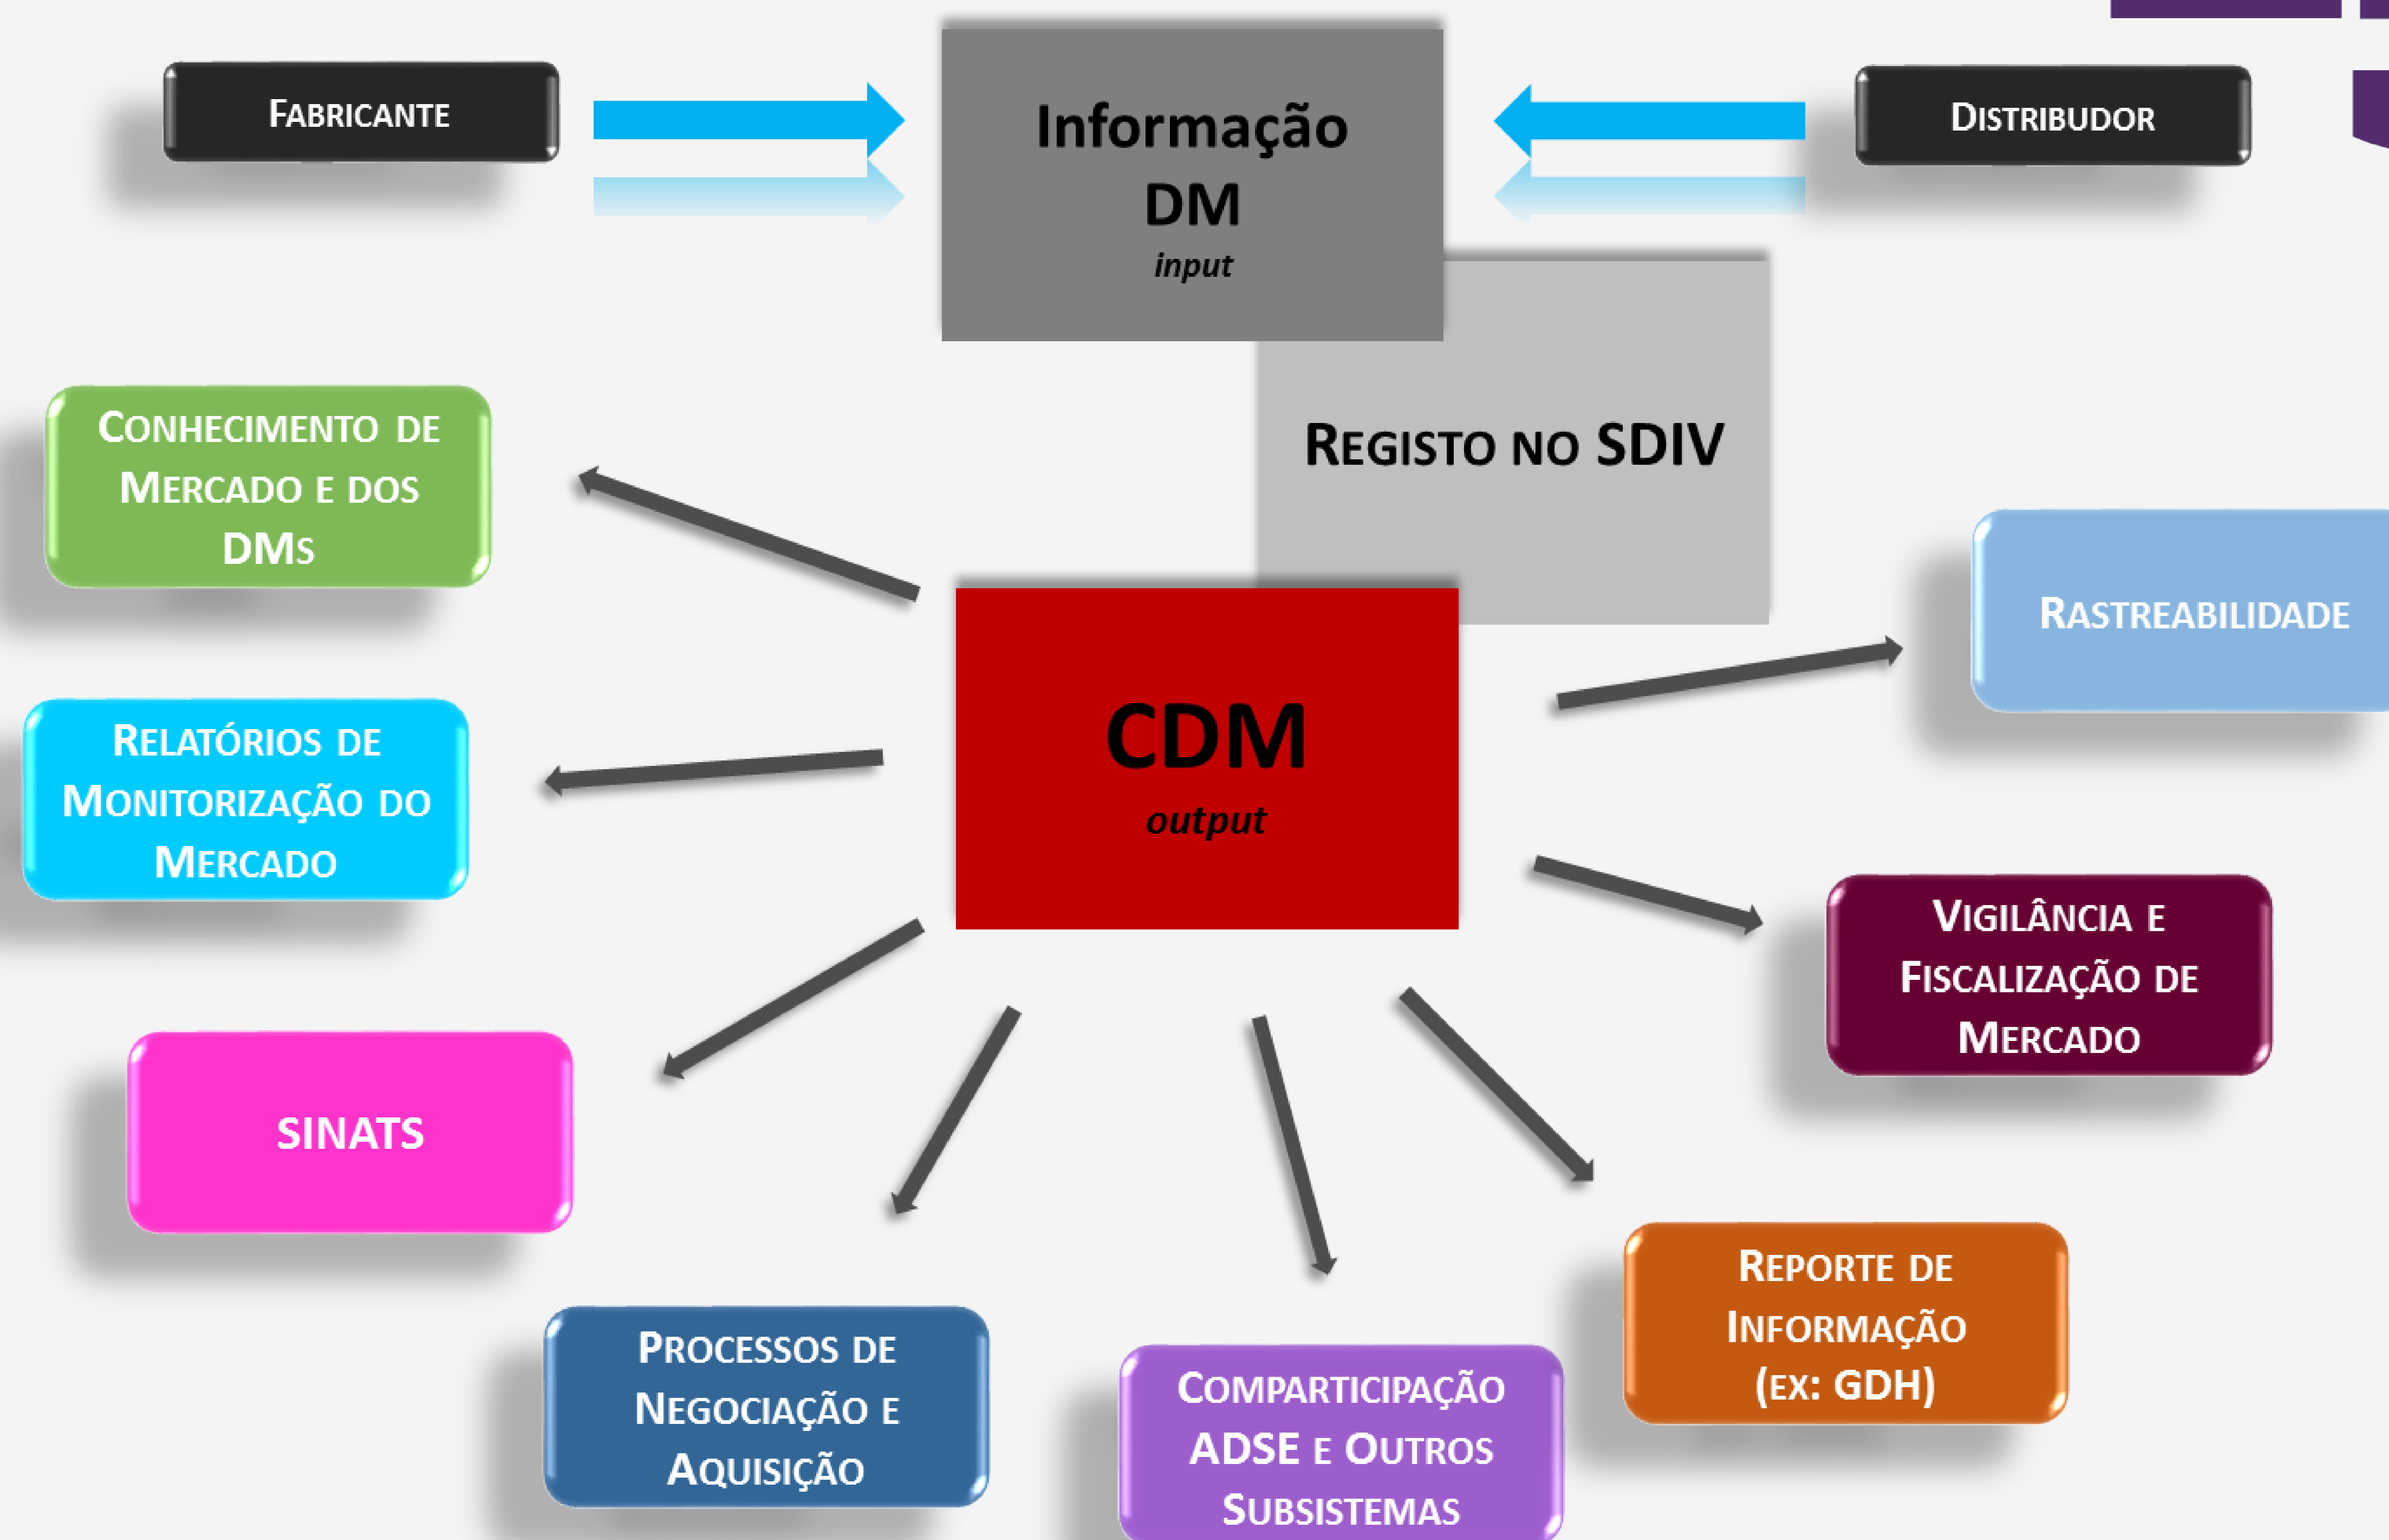 FABRICANTE
Informação
DM
input
DISTRIBUDOR
REGISTO NO SDIV
CONHECIMENTO DE
MERCADO E DOS
DMS
RASTREABILIDADE
CDM
output
RELATÓRIOS DE
MONITORIZAÇÃO DO
MERCADO
VIGILÂNCIA E
FISCALIZAÇÃO DE
MERCADO
SINATS
REPORTE DE
INFORMAÇÃO
(EX: GDH)
PROCESSOS DE
NEGOCIAÇÃO E
AQUISIÇÃO
COMPARTICIPAÇÃO
ADSE E OUTROS
SUBSISTEMAS